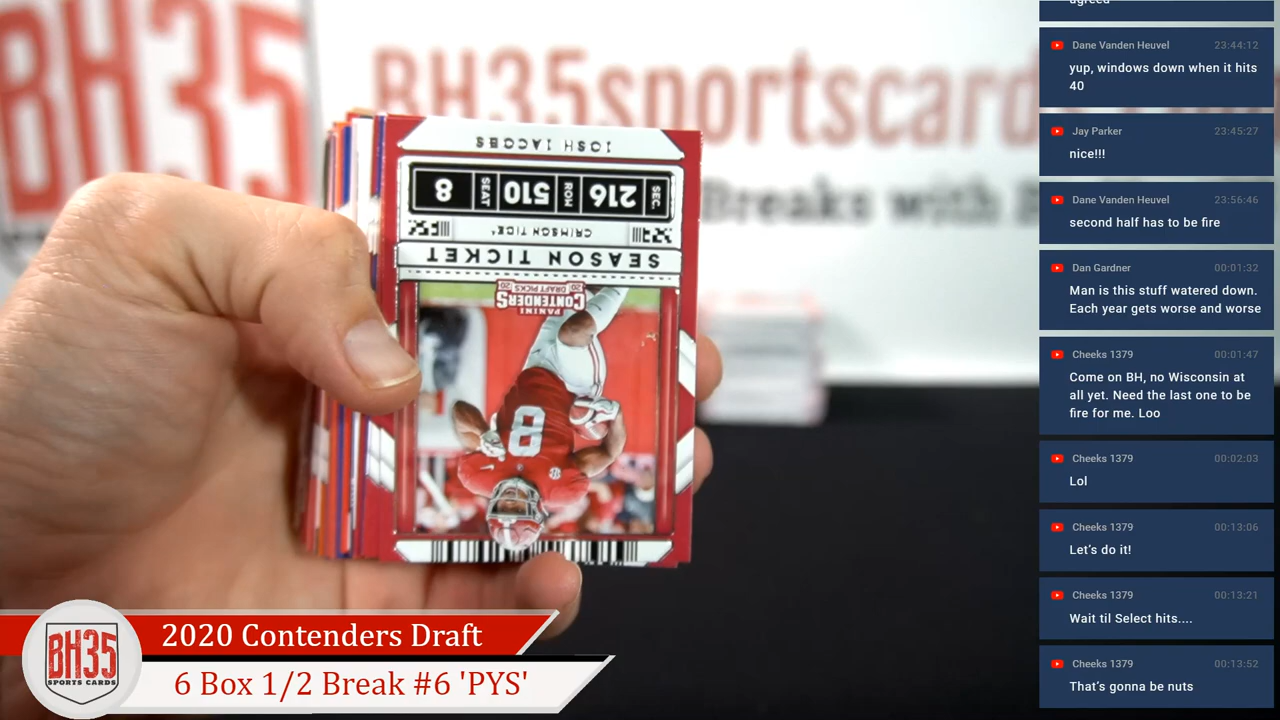 BH35
BH35sportscards.com
Breaks with B
JOSH JACOBS
SEC. 216 ROW 510 SEAT 8
CRIMSON TIDE
SEASON TICKET
20 PANINI 20
CONTENDERS
DRAFT PICKS
8
BH35
SPORTS CARDS
2020 Contenders Draft
6 Box 1/2 Break #6 'PYS'
agreed
Dane Vanden Heuvel 23:44:12
yup, windows down when it hits
40
Jay Parker 23:45:27
nice!!!
Dane Vanden Heuvel 23:56:46
second half has to be fire
Dan Gardner 00:01:32
Man is this stuff watered down.
Each year gets worse and worse
Cheeks 1379 00:01:47
Come on BH, no Wisconsin at
all yet. Need the last one to be
fire for me. Loo
Cheeks 1379 00:02:03
Lol
Cheeks 1379 00:13:06
Let's do it!
Cheeks 1379 00:13:21
Wait til Select hits....
Cheeks 1379 00:13:52
That's gonna be nuts